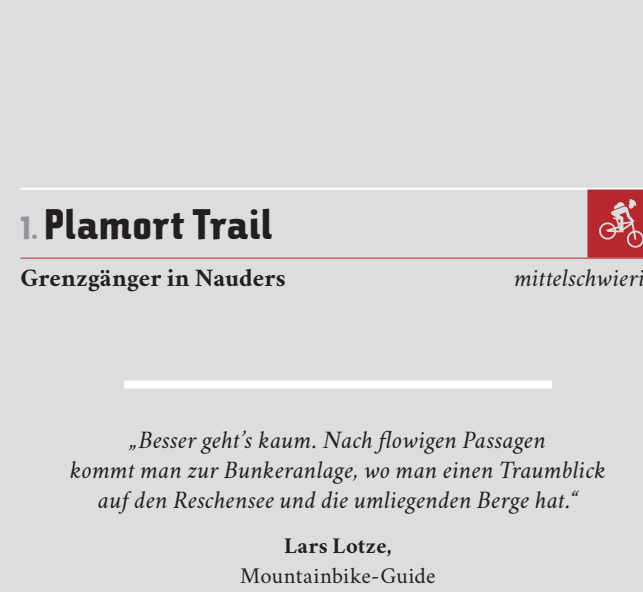 1. Plamort Trail
Grenzgänger in Nauders mittelschwieri
„Besser geht’s kaum. Nach flowigen Passagen
kommt man zur Bunkeranlage, wo man einen Traumblick
auf den Reschensee und die umliegenden Berge hat.“
Lars Lotze,
Mountainbike-Guide